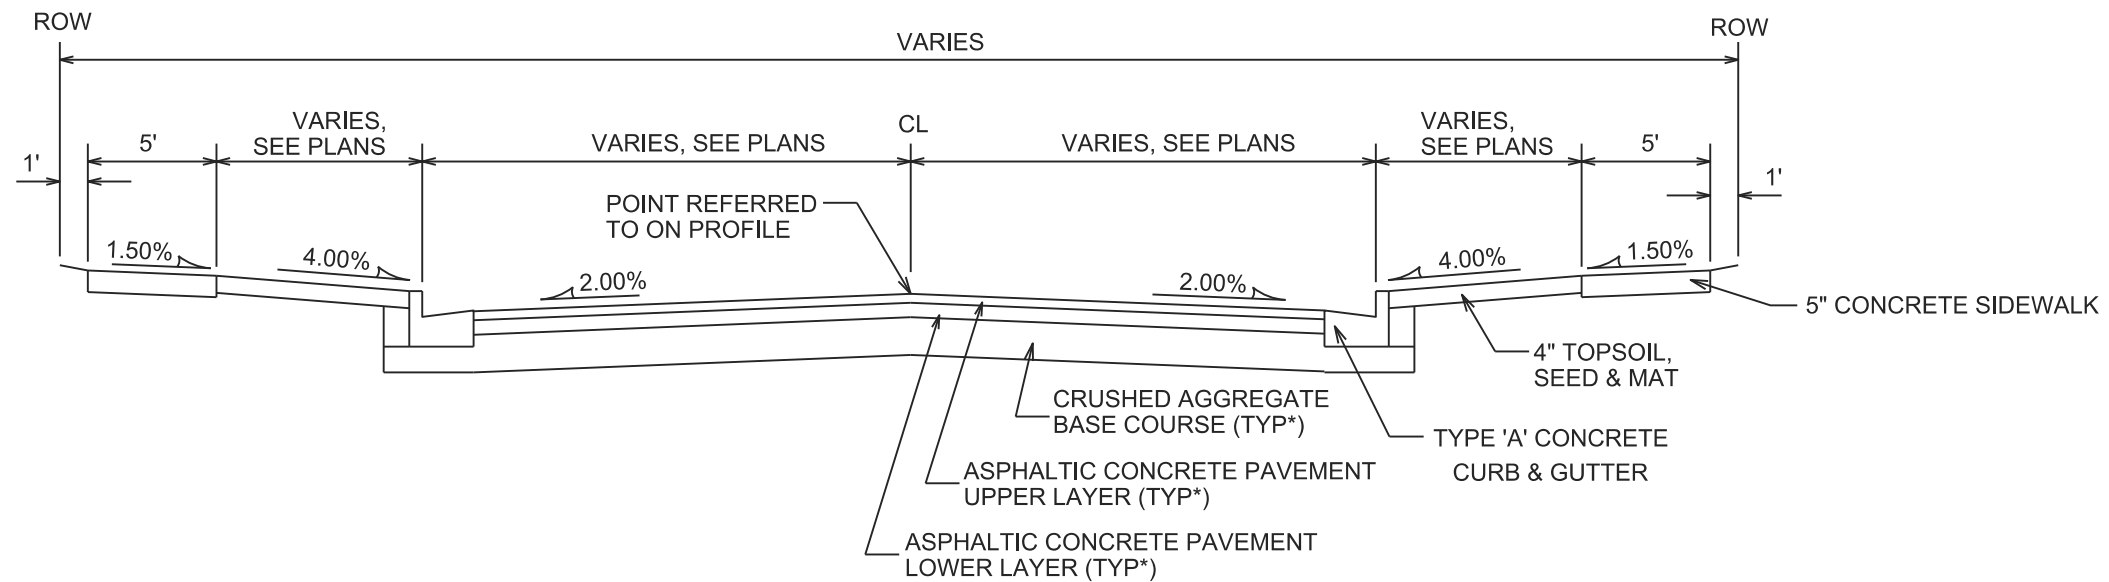 ROW
ROW
VARIES
VARIES,
SEE PLANS
VARIES, SEE PLANS
CL
VARIES, SEE PLANS
VARIES,
SEE PLANS
1'
5'
5'
1'
POINT REFERRED
TO ON PROFILE
1.50%
4.00%
2.00%
2.00%
4.00%
1.50%
5" CONCRETE SIDEWALK
4" TOPSOIL,
SEED & MAT
CRUSHED AGGREGATE
BASE COURSE (TYP*)
TYPE 'A' CONCRETE
CURB & GUTTER
ASPHALTIC CONCRETE PAVEMENT
UPPER LAYER (TYP*)
ASPHALTIC CONCRETE PAVEMENT
LOWER LAYER (TYP*)